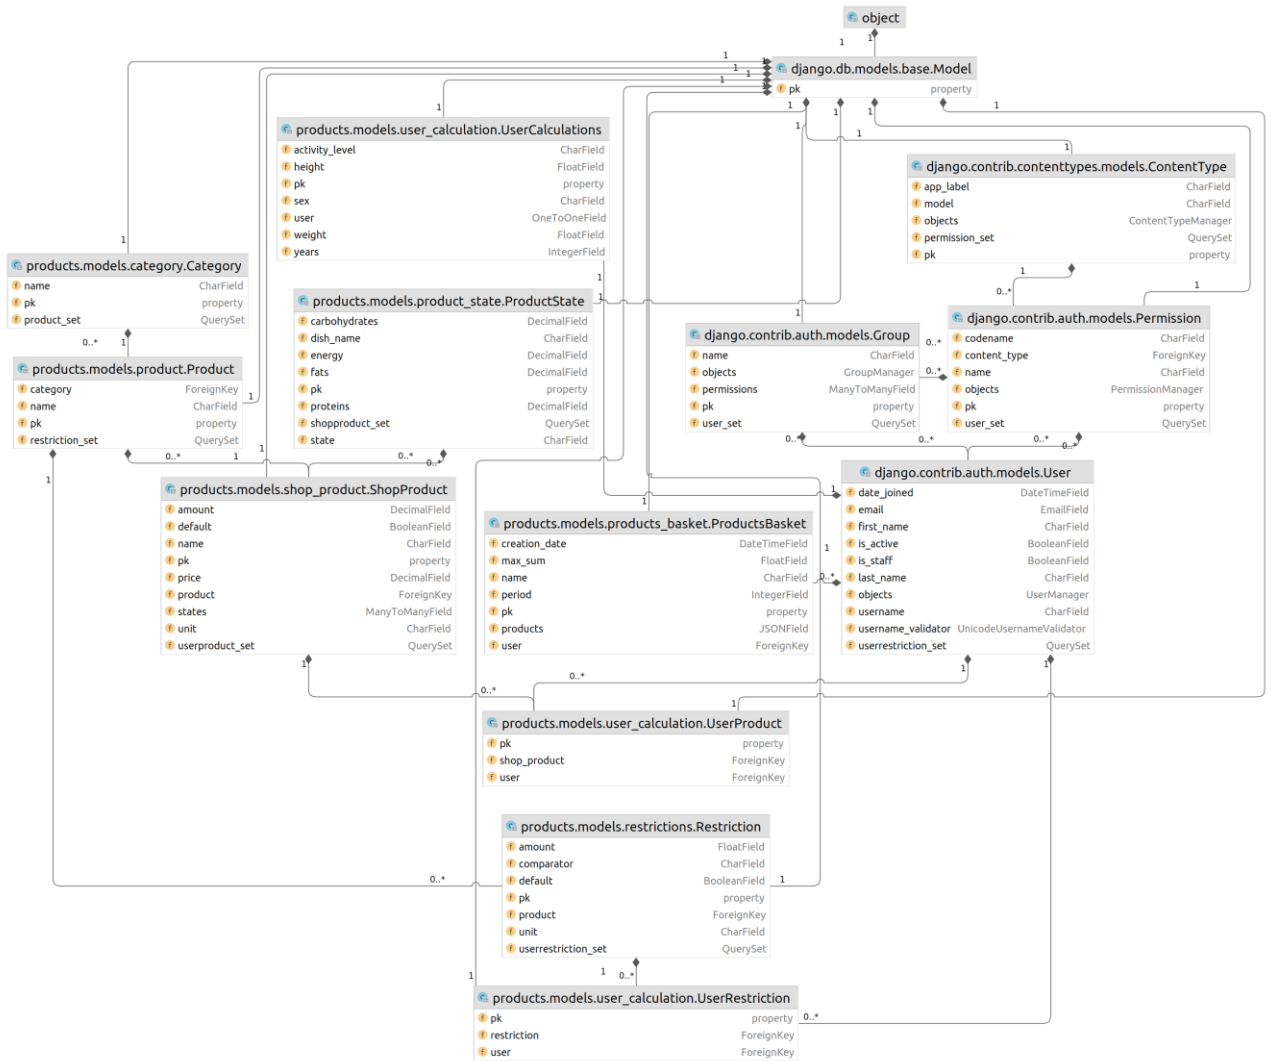 object
django.db.models.base.Model
pk property
products.models.user_calculation.UserCalculations
activity_level CharField
height FloatField
pk property
sex CharField
user OneToOneField
weight FloatField
years IntegerField
django.contrib.contenttypes.models.ContentType
app_label CharField
model CharField
objects ContentTypeManager
permission_set QuerySet
pk property
products.models.category.Category
name CharField
pk property
product_set QuerySet
products.models.product_state.ProductState
carbohydrates DecimalField
dish_name CharField
energy DecimalField
fats DecimalField
pk property
proteins DecimalField
shopproduct_set QuerySet
state CharField
django.contrib.auth.models.Group
name CharField
objects GroupManager
permissions ManyToManyField
pk property
user_set QuerySet
django.contrib.auth.models.Permission
codename CharField
content_type ForeignKey
name CharField
objects PermissionManager
pk property
user_set QuerySet
products.models.product.Product
category ForeignKey
name CharField
pk property
restriction_set QuerySet
products.models.shop_product.ShopProduct
amount DecimalField
default BooleanField
name CharField
pk property
price DecimalField
product ForeignKey
states ManyToManyField
unit CharField
userproduct_set QuerySet
products.models.products_basket.ProductsBasket
creation_date DateTimeField
max_sum FloatField
name CharField
period IntegerField
pk property
products JSONField
user ForeignKey
django.contrib.auth.models.User
date_joined DateTimeField
email EmailField
first_name CharField
is_active BooleanField
is_staff BooleanField
last_name CharField
objects UserManager
username CharField
username_validator UnicodeUsernameValidator
userrestriction_set QuerySet
products.models.user_calculation.UserProduct
pk property
shop_product ForeignKey
user ForeignKey
products.models.restrictions.Restriction
amount FloatField
comparator CharField
default BooleanField
pk property
product ForeignKey
unit CharField
userrestriction_set QuerySet
products.models.user_calculation.UserRestriction
pk property
restriction ForeignKey
user ForeignKey